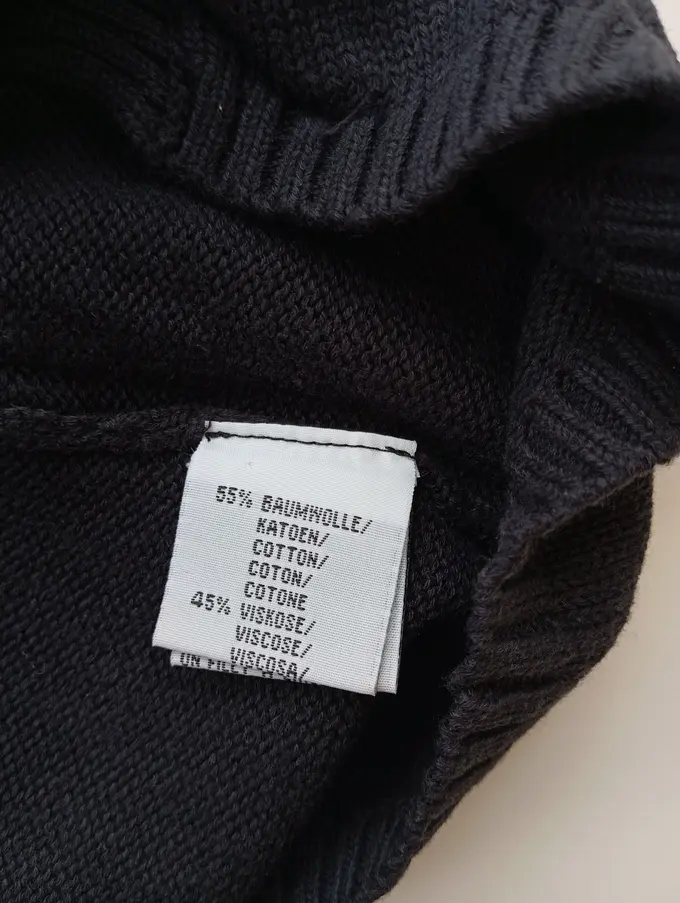 55% BAUMWOLLE/
KATOEN/
COTTON/
COTON/
COTONE
45% VISKOSE/
VISCOSE/
VISCOSA/